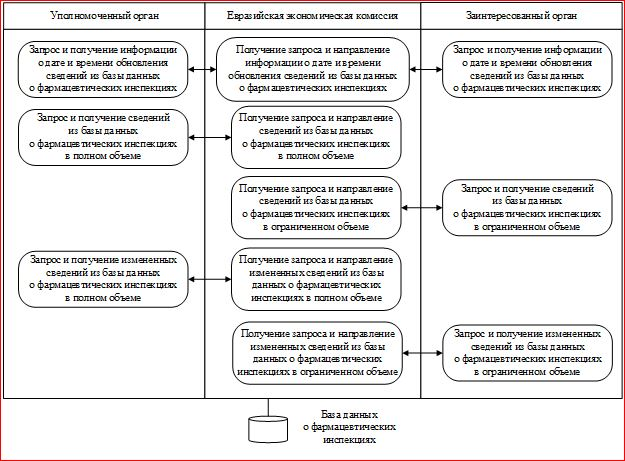 Уполномоченный орган
Евразийская экономическая комиссия
Заинтересованный орган
Запрос и получение информации
о дате и времени обновления
сведений из базы данных
о фармацевтических инспекциях
Получение запроса и направление
информации о дате и времени
обновления сведений из базы данных
о фармацевтических инспекциях
Запрос и получение информации
о дате и времени обновления
сведений из базы данных
о фармацевтических инспекциях
Запрос и получение сведений
из базы данных
о фармацевтических инспекциях
в полном объеме
Получение запроса и направление
сведений из базы данных
о фармацевтических инспекциях
в полном объеме
Получение запроса и направление
сведений из базы данных
о фармацевтических инспекциях
в ограниченном объеме
Запрос и получение сведений
из базы данных
о фармацевтических инспекциях
в ограниченном объеме
Запрос и получение измененных
сведений из базы данных
о фармацевтических инспекциях
в полном объеме
Получение запроса и направление
измененных сведений из базы
данных о фармацевтических
инспекциях в полном объеме
Получение запроса и направление
измененных сведений из базы
данных о фармацевтических
инспекциях в ограниченном объеме
Запрос и получение измененных
сведений из базы данных
о фармацевтических инспекциях
в ограниченном объеме
База данных
о фармацевтических
инспекциях